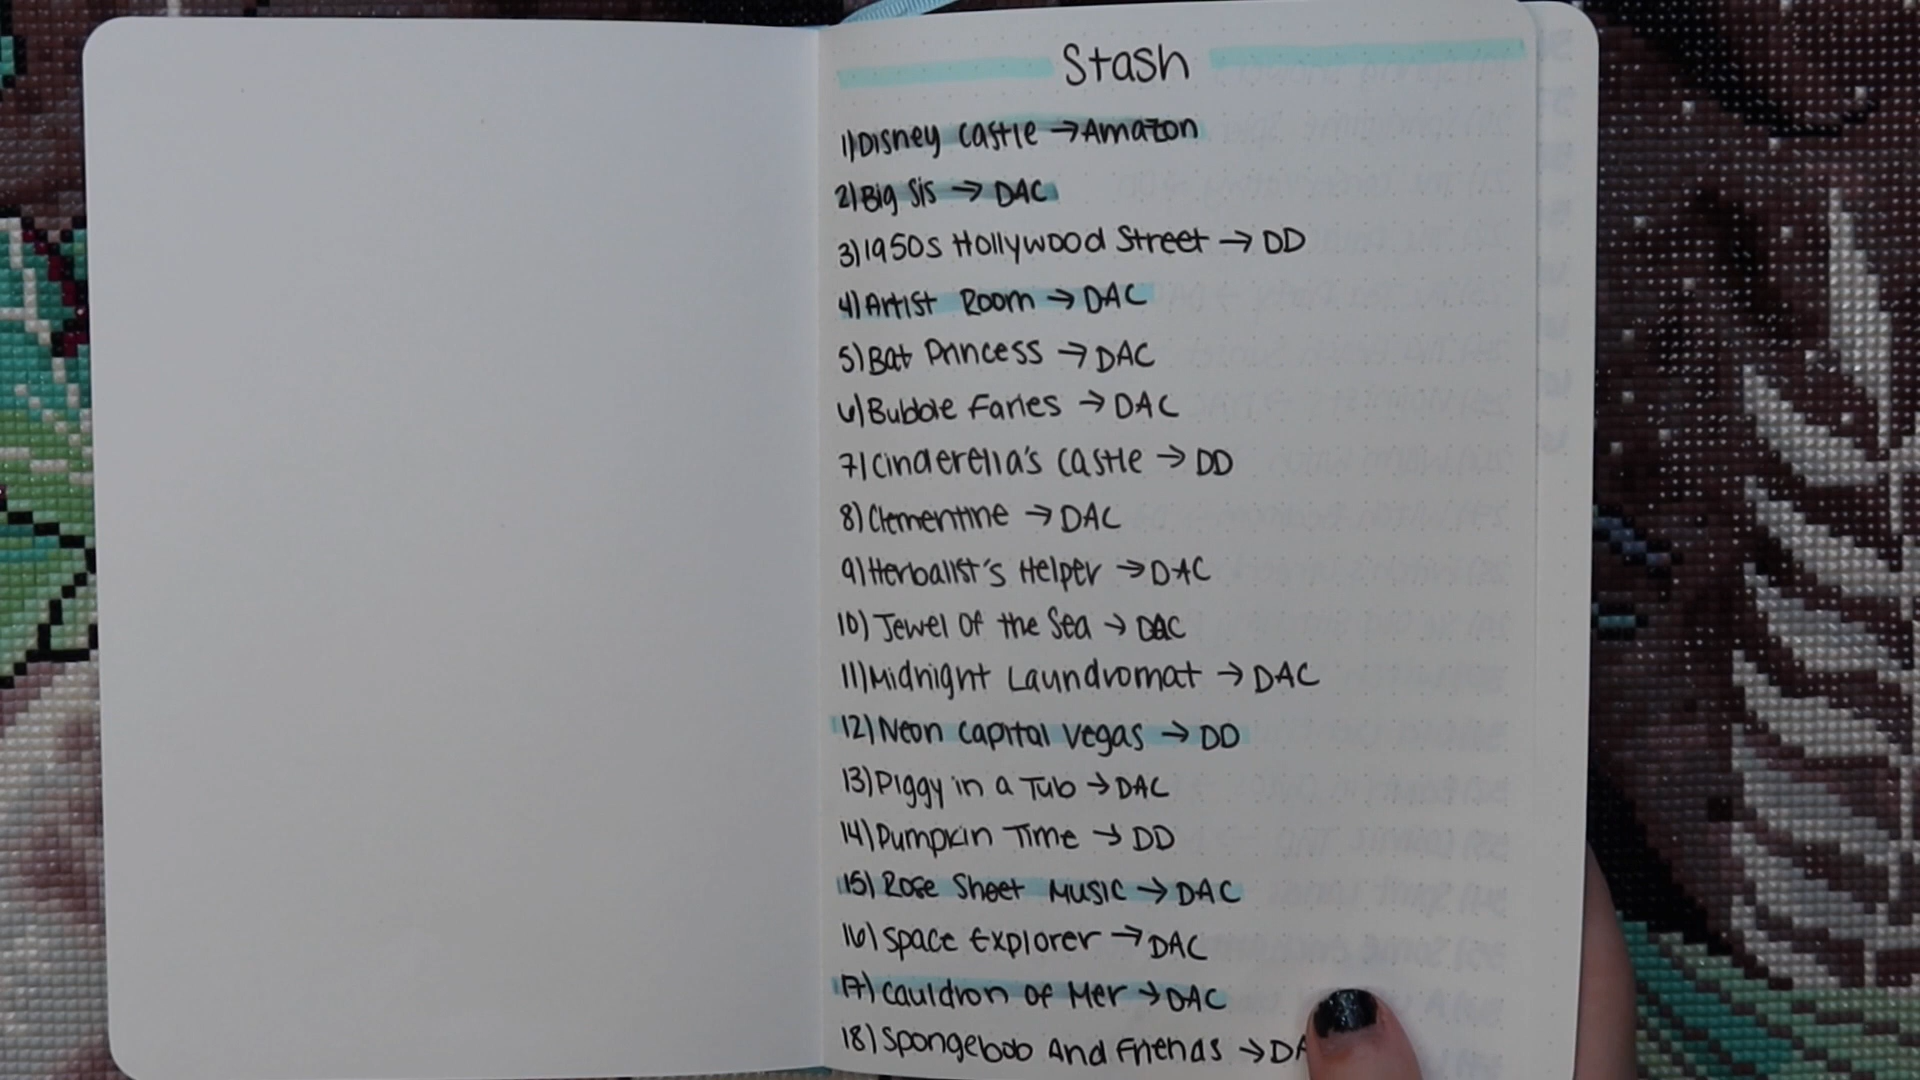 Stash
1) Disney Castle → Amazon
2) Big Sis → DAC
3) 1950s Hollywood Street → DD
4) Artist Room → DAC
5) Bat Princess → DAC
6) Bubble Faries → DAC
7) Cinderella's Castle → DD
8) Clementine → DAC
9) Herbalist's Helper → DAC
10) Jewel Of the Sea → DAC
11) Midnight Laundromat → DAC
12) Neon Capital Vegas → DD
13) Piggy in a Tub → DAC
14) Pumpkin Time → DD
15) Rose Sheet Music → DAC
16) Space Explorer → DAC
17) Cauldron of Mer → DAC
18) Spongebob And Friends → DA